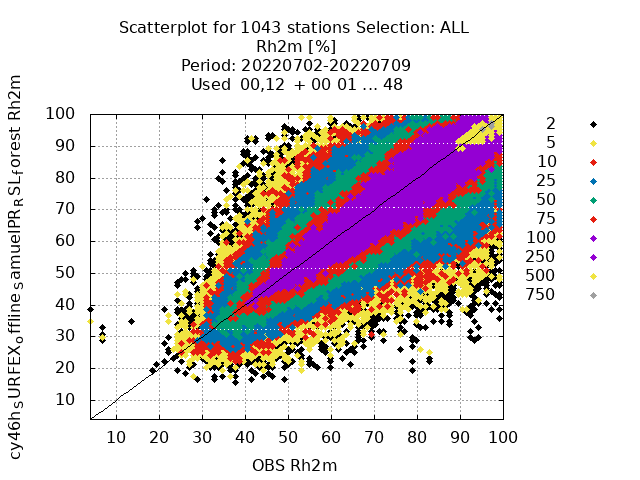 Scatterplot for 1043 stations Selection: ALL
Rh2m [%]
Period: 20220702-20220709
Used 00,12 + 00 01 ... 48
cy46h_SURFEX_offline_samuelPR_RSL_forest Rh2m
100
90
80
70
60
50
40
30
20
10
10 20 30 40 50 60 70 80 90 100
OBS Rh2m
2
5
10
25
50
75
100
250
500
750